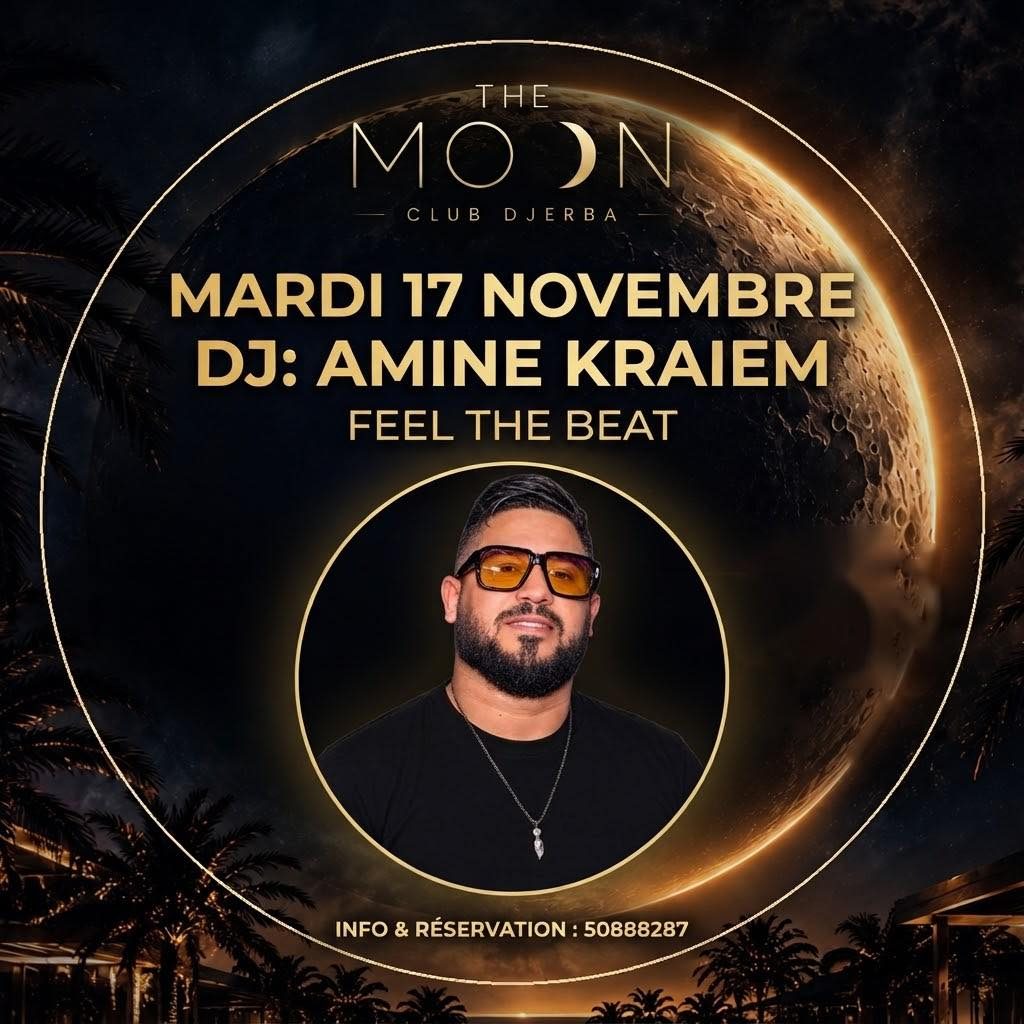 THE
MOON
CLUB DJERBA
MARDI 17 NOVEMBRE
DJ: AMINE KRAIEM
FEEL THE BEAT
INFO & RÉSERVATION : 50888287